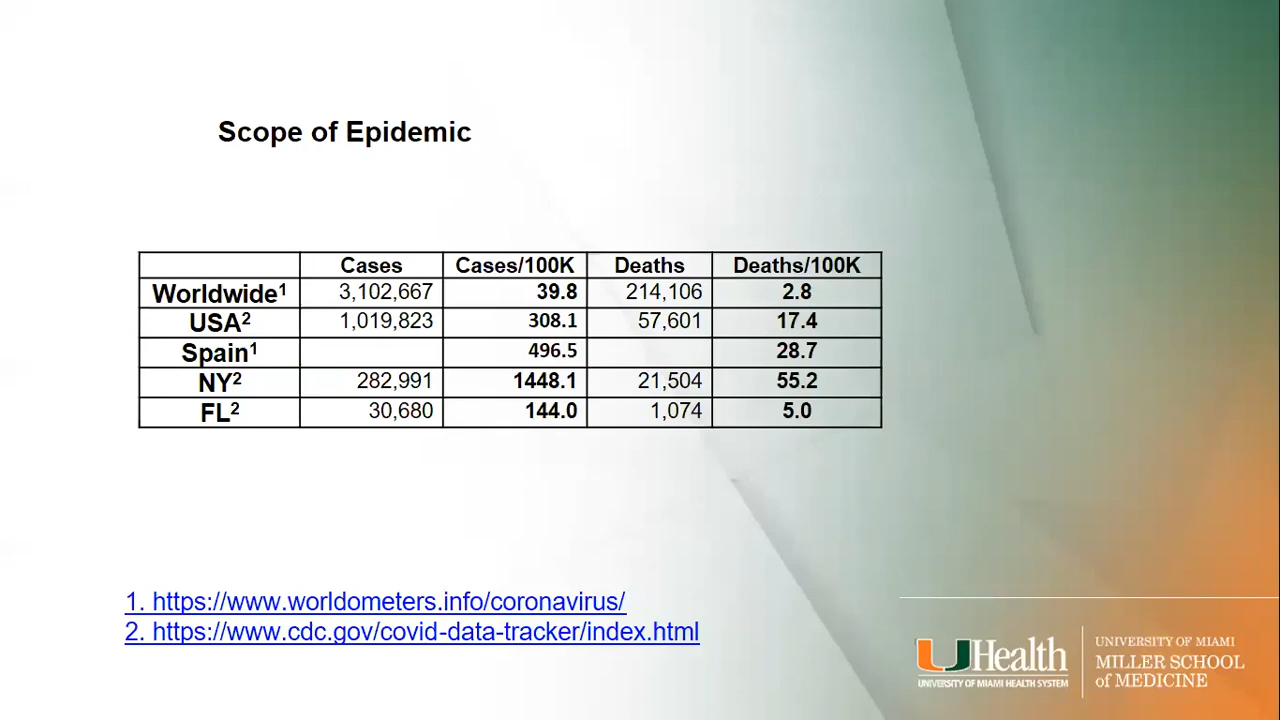 Scope of Epidemic
Cases Cases/100K Deaths Deaths/100K
Worldwide¹ 3,102,667 39.8 214,106 2.8
USA² 1,019,823 308.1 57,601 17.4
Spain¹ 496.5 28.7
NY² 282,991 1448.1 21,504 55.2
FL² 30,680 144.0 1,074 5.0
1. https://www.worldometers.info/coronavirus/
2. https://www.cdc.gov/covid-data-tracker/index.html
UHealth
UNIVERSITY OF MIAMI HEALTH SYSTEM
UNIVERSITY OF MIAMI
MILLER SCHOOL
of MEDICINE